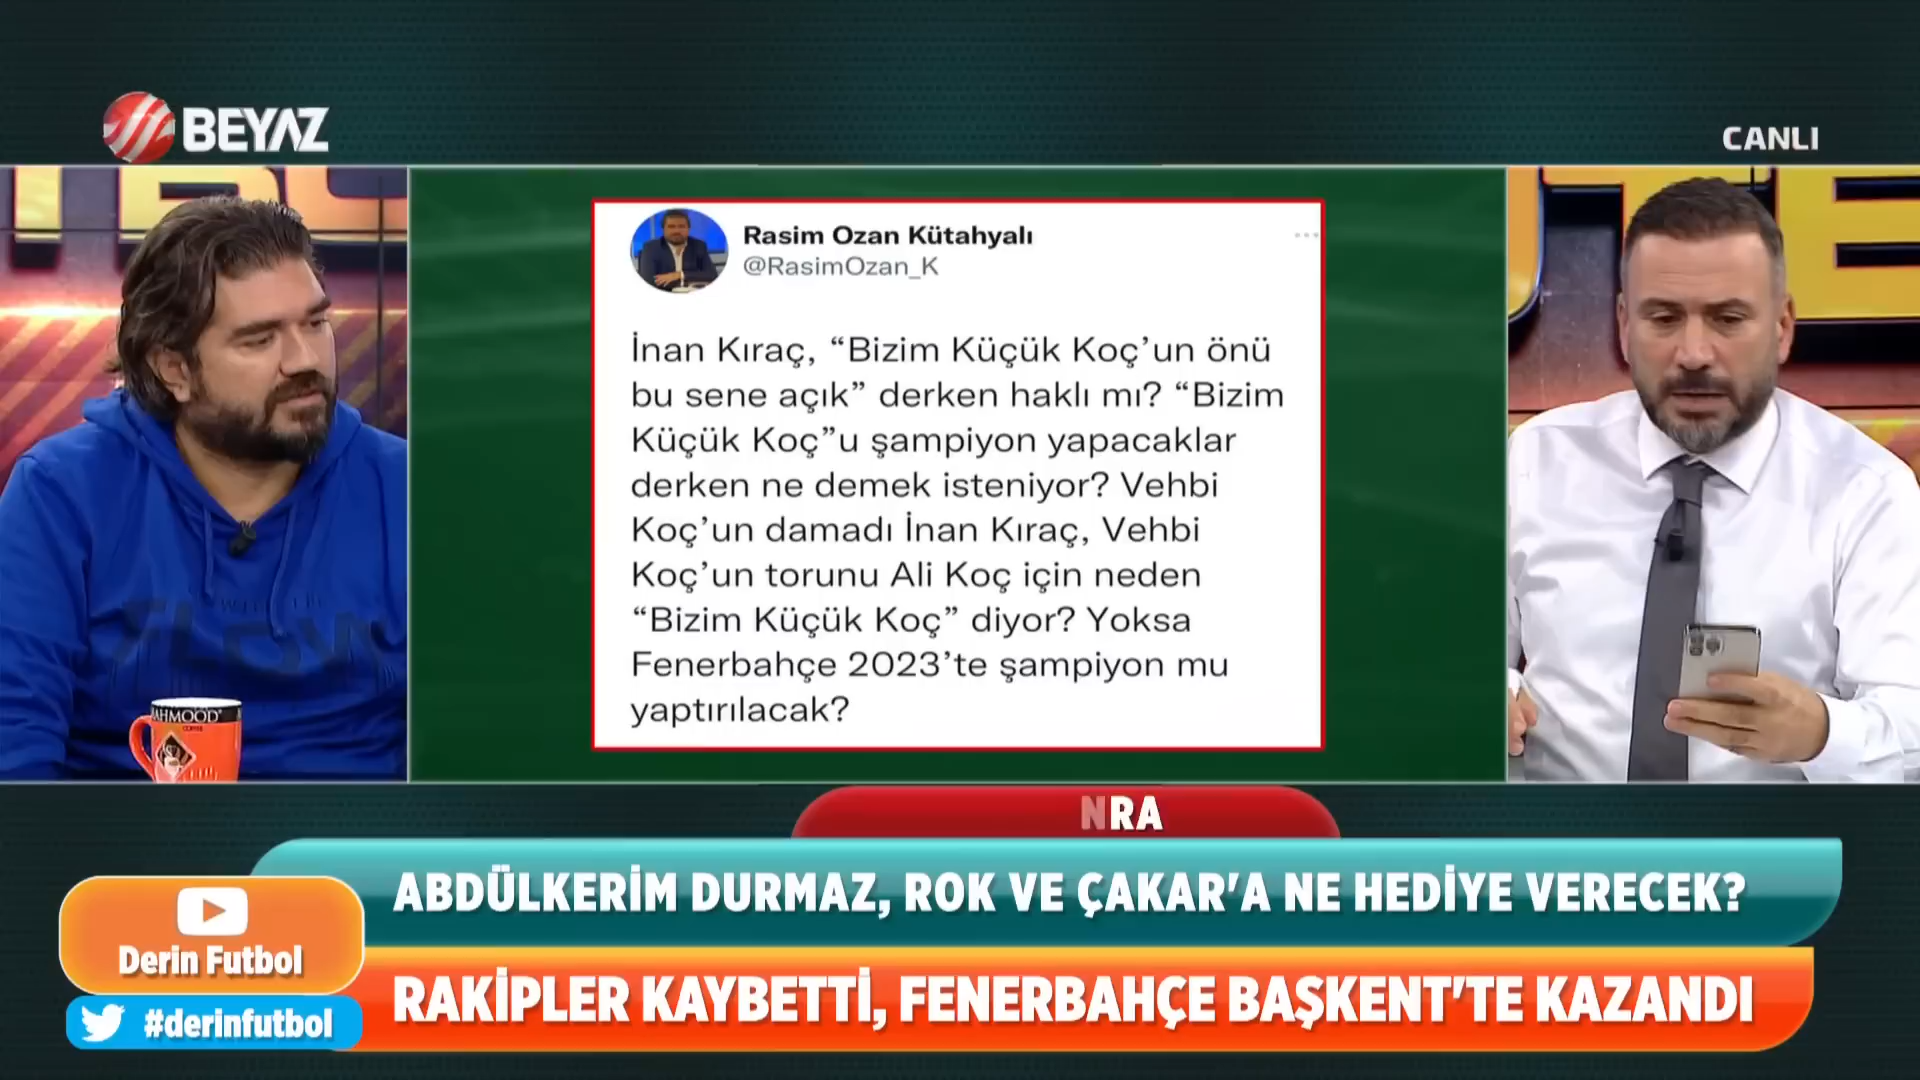 BEYAZ
CANLI
Rasim Ozan Kütahyalı
@RasimOzan_K
İnan Kıraç, “Bizim Küçük Koç’un önü
bu sene açık” derken haklı mı? “Bizim
Küçük Koç”u şampiyon yapacaklar
derken ne demek isteniyor? Vehbi
Koç’un damadı İnan Kıraç, Vehbi
Koç’un torunu Ali Koç için neden
“Bizim Küçük Koç” diyor? Yoksa
Fenerbahçe 2023’te şampiyon mu
yaptırılacak?
AHMOOD
NRA
ABDÜLKERİM DURMAZ, ROK VE ÇAKAR'A NE HEDİYE VERECEK?
Derin Futbol
RAKİPLER KAYBETTİ, FENERBAHÇE BAŞKENT'TE KAZANDI
#derinfutbol